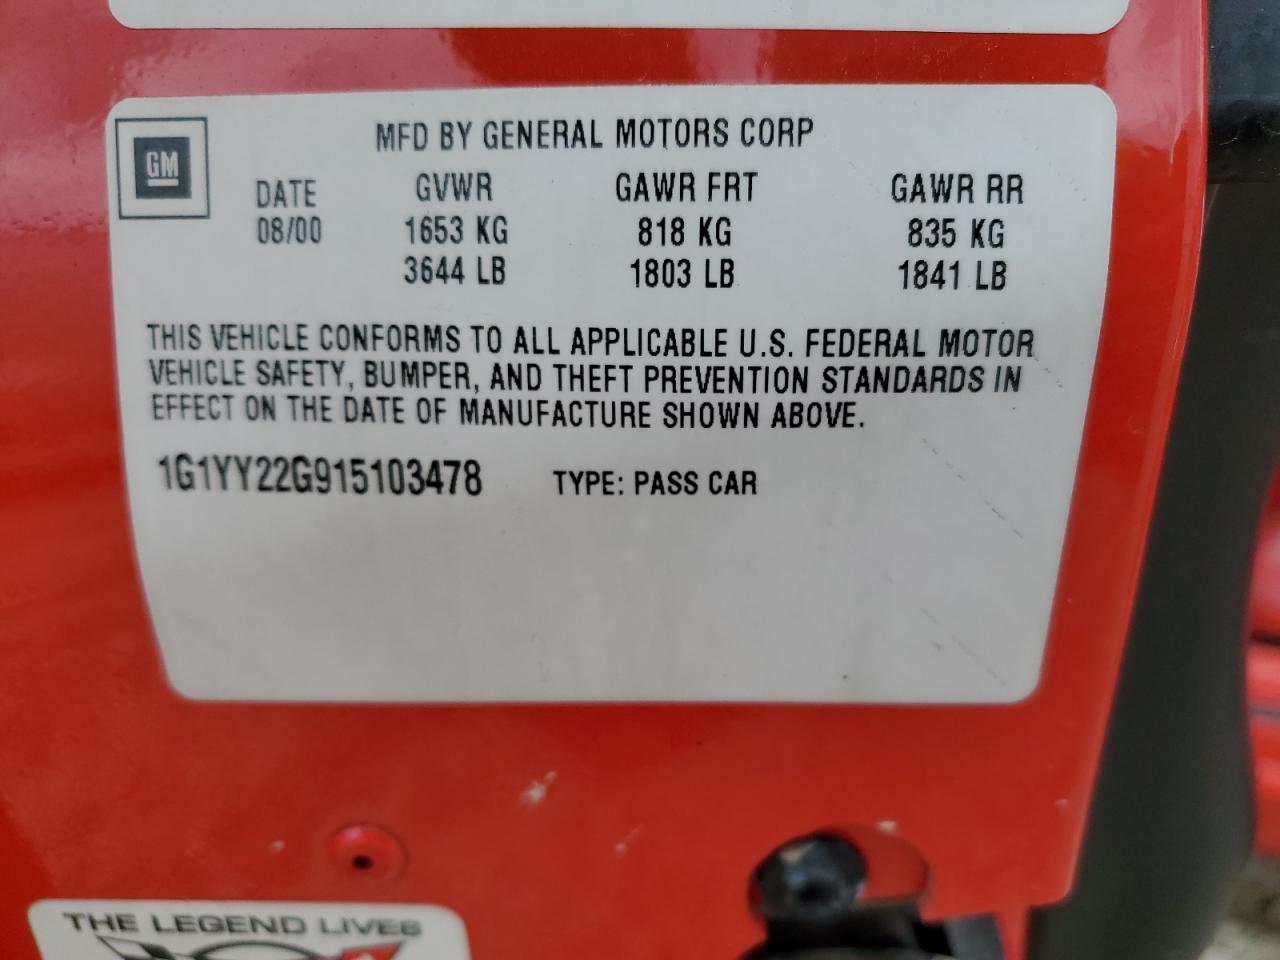 MFD BY GENERAL MOTORS CORP
GM
DATE GVWR GAWR FRT GAWR RR
08/00 1653 KG 818 KG 835 KG
3644 LB 1803 LB 1841 LB
THIS VEHICLE CONFORMS TO ALL APPLICABLE U.S. FEDERAL MOTOR
VEHICLE SAFETY, BUMPER, AND THEFT PREVENTION STANDARDS IN
EFFECT ON THE DATE OF MANUFACTURE SHOWN ABOVE.
1G1YY22G915103478 TYPE: PASS CAR
THE LEGEND LIVES